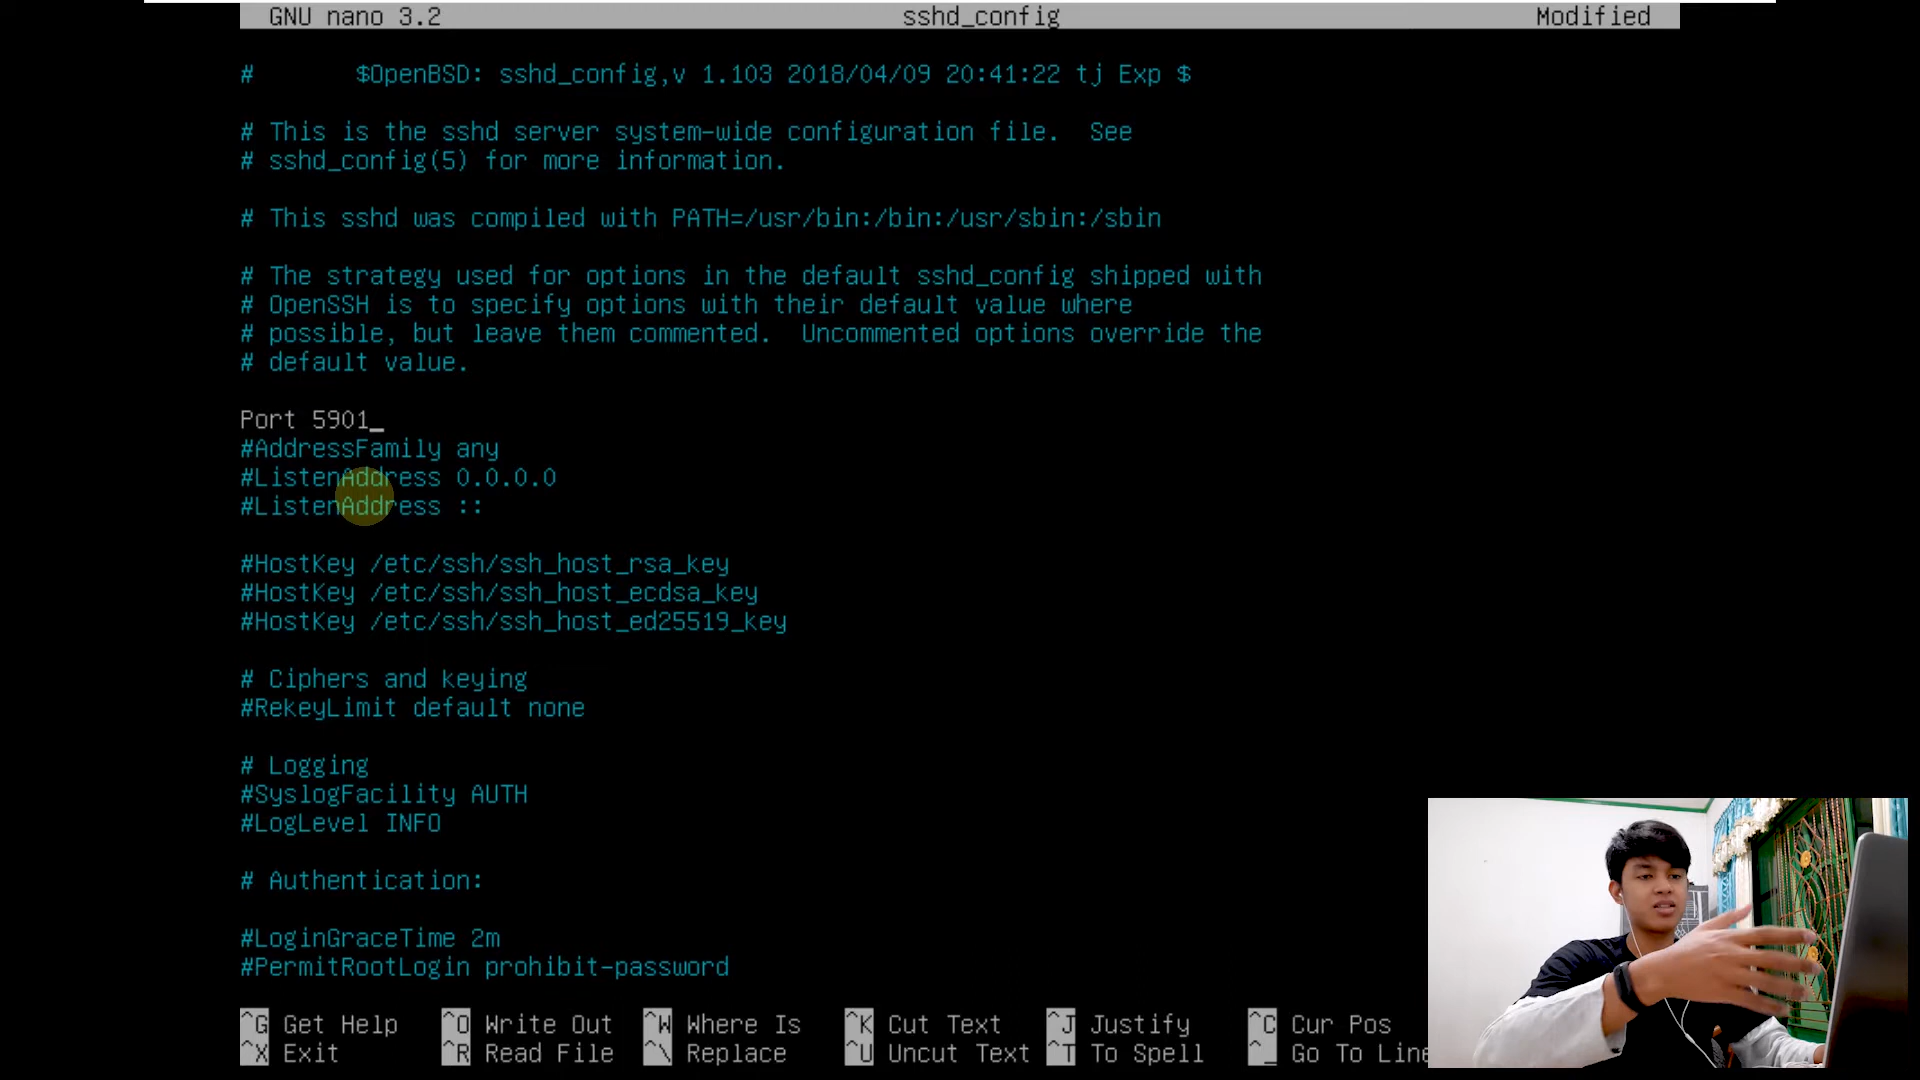 GNU nano 3.2 sshd_config Modified
# $OpenBSD: sshd_config,v 1.103 2018/04/09 20:41:22 tj Exp $
# This is the sshd server system-wide configuration file. See
# sshd_config(5) for more information.
# This sshd was compiled with PATH=/usr/bin:/bin:/usr/sbin:/sbin
# The strategy used for options in the default sshd_config shipped with
# OpenSSH is to specify options with their default value where
# possible, but leave them commented. Uncommented options override the
# default value.
Port 5901_
#AddressFamily any
#ListenAddress 0.0.0.0
#ListenAddress ::
#HostKey /etc/ssh/ssh_host_rsa_key
#HostKey /etc/ssh/ssh_host_ecdsa_key
#HostKey /etc/ssh/ssh_host_ed25519_key
# Ciphers and keying
#RekeyLimit default none
# Logging
#SyslogFacility AUTH
#LogLevel INFO
# Authentication:
#LoginGraceTime 2m
#PermitRootLogin prohibit-password
^G Get Help ^O Write Out ^W Where Is ^K Cut Text ^J Justify ^C Cur Pos
^X Exit ^R Read File ^\ Replace ^U Uncut Text ^T To Spell ^_ Go To Line